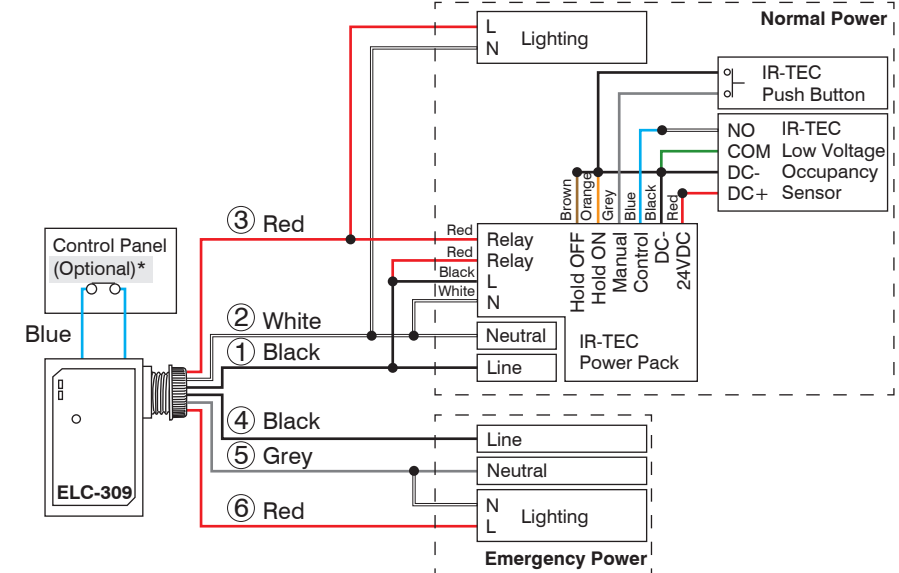 Normal Power
L
N
Lighting
IR-TEC
Push Button
NO
COM
DC-
DC+
IR-TEC
Low Voltage
Occupancy
Sensor
Brown
Orange
Grey
Blue
Black
Red
③ Red
Red
Red
Black
White
Relay
Relay
L
N
Hold OFF
Hold ON
Manual
Control
DC-
24VDC
IR-TEC
Power Pack
Control Panel
(Optional)*
Blue
② White
Neutral
① Black
Line
ELC-309
④ Black
Line
⑤ Grey
Neutral
⑥ Red
N
L
Lighting
Emergency Power